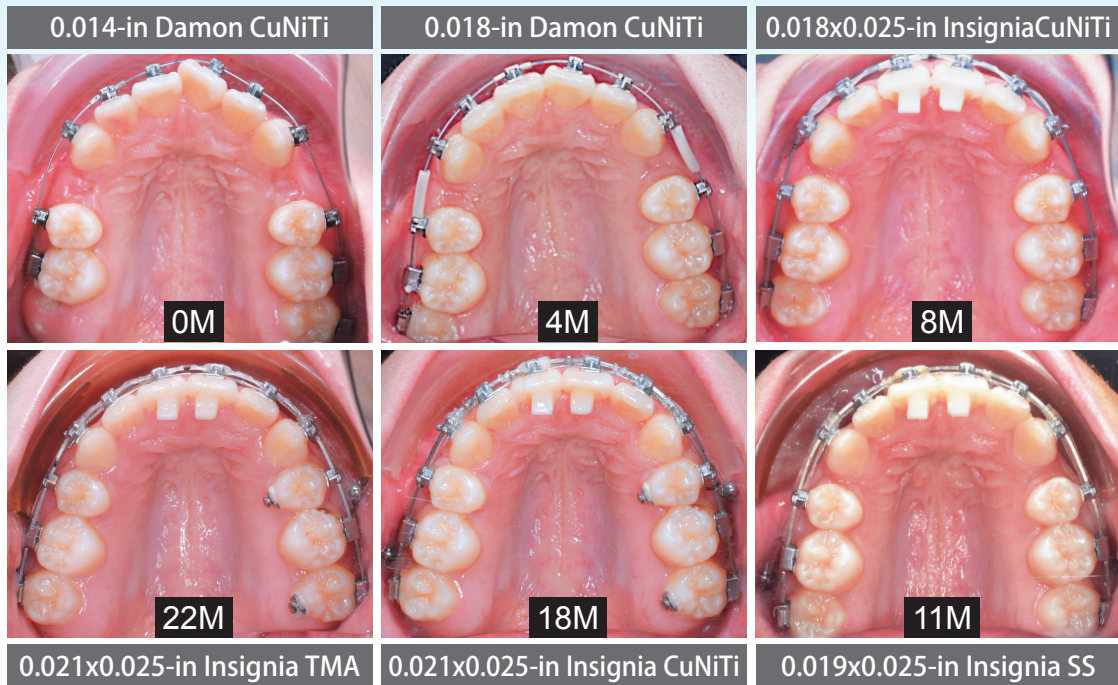 0.014-in Damon CuNiTi
0.018-in Damon CuNiTi
0.018x0.025-in InsigniaCuNiTi
0M
4M
8M
22M
18M
11M
0.021x0.025-in Insignia TMA
0.021x0.025-in Insignia CuNiTi
0.019x0.025-in Insignia SS